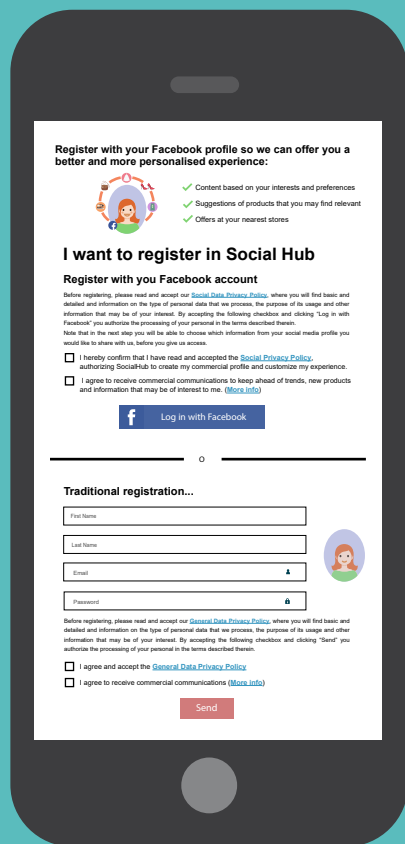 Register with your Facebook profile so we can offer you a
better and more personalised experience:
Content based on your interests and preferences
Suggestions of products that you may find relevant
Offers at your nearest stores
I want to register in Social Hub
Register with you Facebook account
Before registering, please read and accept our Social Data Privacy Policy, where you will find basic and
detailed and information on the type of personal data that we process, the purpose of its usage and other
information that may be of your interest. By accepting the following checkbox and clicking "Log in with
Facebook" you authorize the processing of your personal in the terms described therein.
Note that in the next step you will be able to choose which information from your social media profile you
would like to share with us, before you give us access.
I hereby confirm that I have read and accepted the Social Privacy Policy,
authorizing SocialHub to create my commercial profile and customize my experience.
I agree to receive commercial communications to keep ahead of trends, new products
and information that may be of interest to me. (More info)
f Log in with Facebook
O
Traditional registration...
First Name
Last Name
Email
Password
Before registering, please read and accept our General Data Privacy Policy, where you will find basic and
detailed and information on the type of personal data that we process, the purpose of its usage and other
information that may be of your interest. By accepting the following checkbox and clicking "Send" you
authorize the processing of your personal in the terms described therein.
I agree and accept the General Data Privacy Policy
I agree to receive commercial communications (More info)
Send